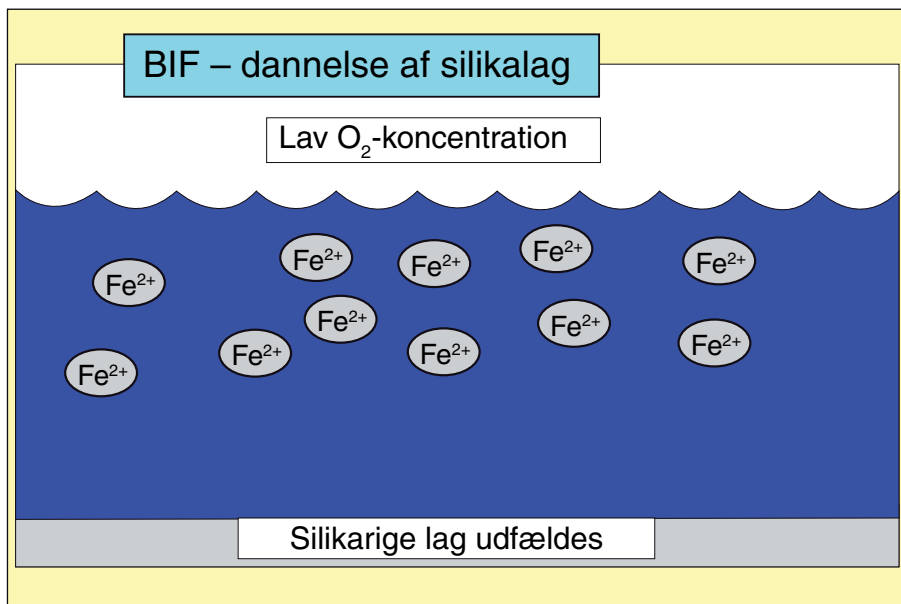 BIF – dannelse af silikalag
Lav O₂-koncentration
Fe²⁺
Fe²⁺
Fe²⁺
Fe²⁺
Fe²⁺
Fe²⁺
Fe²⁺
Fe²⁺
Fe²⁺
Fe²⁺
Fe²⁺
Fe²⁺
Silikarige lag udfældes